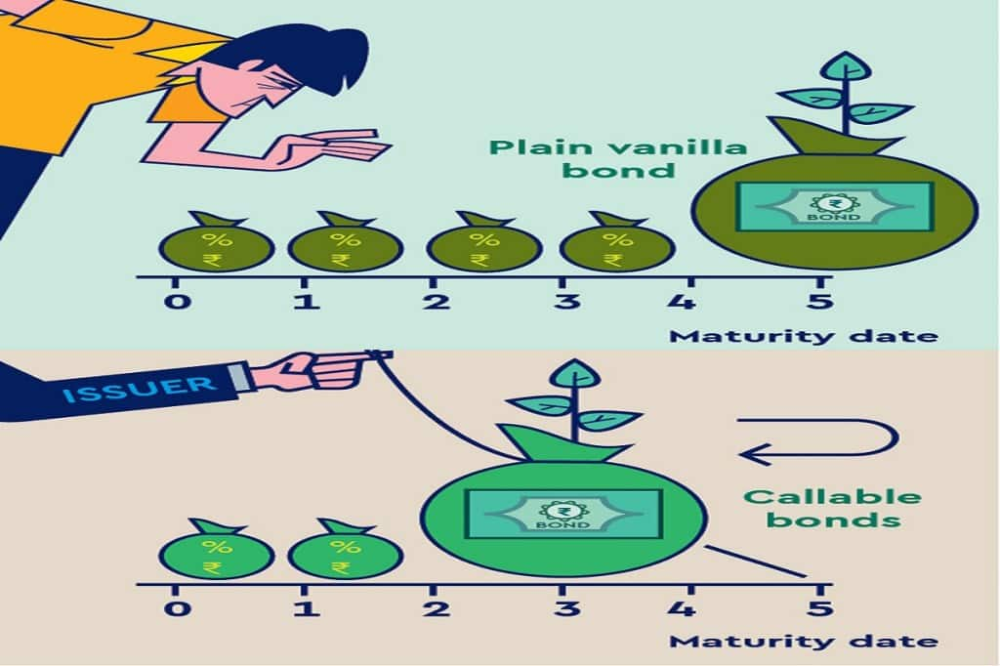 Plain vanilla
bond
₹
BOND
% % % %
₹ ₹ ₹ ₹
0 1 2 3 4 5
Maturity date
ISSUER
₹
BOND
Callable
bonds
% %
₹ ₹
0 1 2 3 4 5
Maturity date